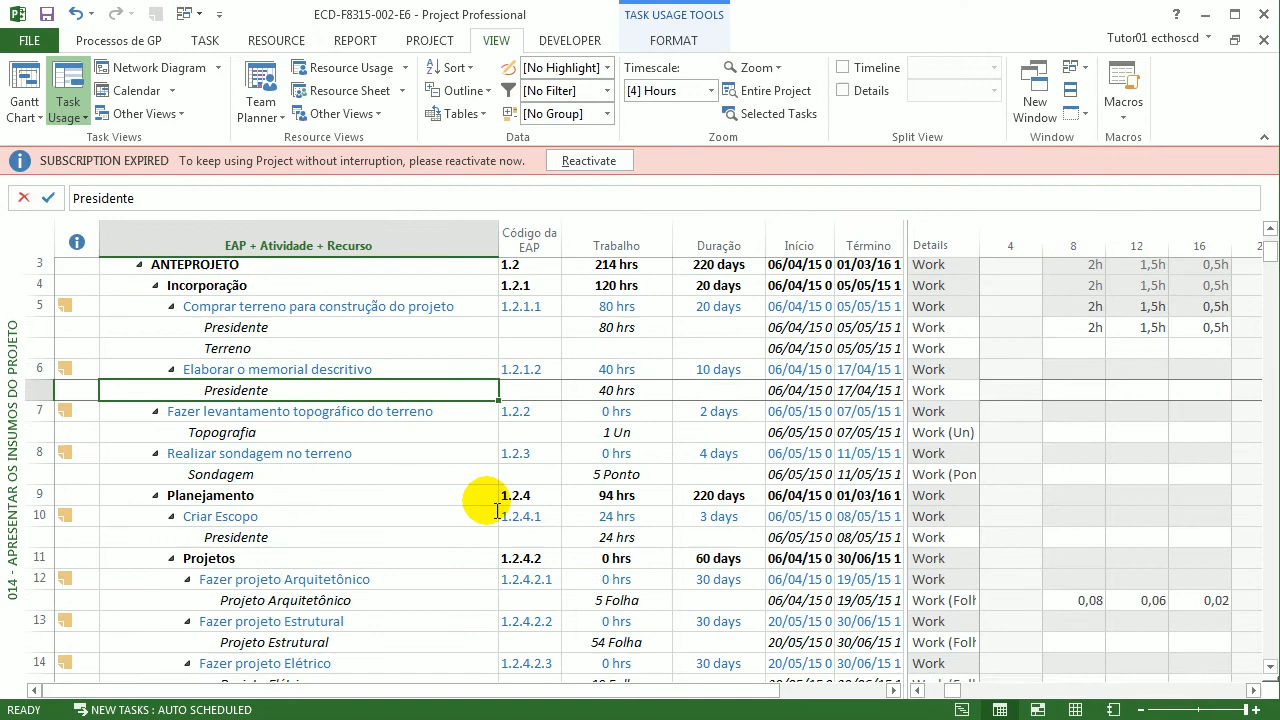 ECD-F8315-002-E6 - Project Professional
TASK USAGE TOOLS
FILE Processos de GP TASK RESOURCE REPORT PROJECT VIEW DEVELOPER FORMAT
Tutor01 ecthoscd
Gantt Chart
Task Usage
Network Diagram
Calendar
Other Views
Task Views
Team Planner
Resource Usage
Resource Sheet
Other Views
Resource Views
Sort
Outline
Tables
[No Highlight]
[No Filter]
[No Group]
Data
Timescale:
[4] Hours
Zoom
Entire Project
Selected Tasks
Zoom
Timeline
Details
Split View
New Window
Window
Macros
Macros
SUBSCRIPTION EXPIRED To keep using Project without interruption, please reactivate now. Reactivate
Presidente
EAP + Atividade + Recurso Código da EAP Trabalho Duração Início Término Details 4 8 12 16 2
3 ANTEPROJETO 1.2 214 hrs 220 days 06/04/15 0 01/03/16 1 Work 2h 1,5h 0,5h
4 Incorporação 1.2.1 120 hrs 20 days 06/04/15 0 05/05/15 1 Work 2h 1,5h 0,5h
5 Comprar terreno para construção do projeto 1.2.1.1 80 hrs 20 days 06/04/15 0 05/05/15 1 Work 2h 1,5h 0,5h
Presidente 80 hrs 06/04/15 0 05/05/15 1 Work 2h 1,5h 0,5h
Terreno 06/04/15 0 05/05/15 1 Work
6 Elaborar o memorial descritivo 1.2.1.2 40 hrs 10 days 06/04/15 0 17/04/15 1 Work
Presidente 40 hrs 06/04/15 0 17/04/15 1 Work
7 Fazer levantamento topográfico do terreno 1.2.2 0 hrs 2 days 06/05/15 0 07/05/15 1 Work
Topografia 1 Un 06/05/15 0 07/05/15 1 Work (Un)
8 Realizar sondagem no terreno 1.2.3 0 hrs 4 days 06/05/15 0 11/05/15 1 Work
Sondagem 5 Ponto 06/05/15 0 11/05/15 1 Work (Pon
9 Planejamento 1.2.4 94 hrs 220 days 06/04/15 0 01/03/16 1 Work
10 Criar Escopo 1.2.4.1 24 hrs 3 days 06/05/15 0 08/05/15 1 Work
Presidente 24 hrs 06/05/15 0 08/05/15 1 Work
11 Projetos 1.2.4.2 0 hrs 60 days 06/04/15 0 30/06/15 1 Work
12 Fazer projeto Arquitetônico 1.2.4.2.1 0 hrs 30 days 06/04/15 0 19/05/15 1 Work
Projeto Arquitetônico 5 Folha 06/04/15 0 19/05/15 1 Work (Folh 0,08 0,06 0,02
13 Fazer projeto Estrutural 1.2.4.2.2 0 hrs 30 days 20/05/15 0 30/06/15 1 Work
Projeto Estrutural 54 Folha 20/05/15 0 30/06/15 1 Work (Folh
14 Fazer projeto Elétrico 1.2.4.2.3 0 hrs 30 days 20/05/15 0 30/06/15 1 Work
014 - APRESENTAR OS INSUMOS DO PROJETO
READY NEW TASKS : AUTO SCHEDULED